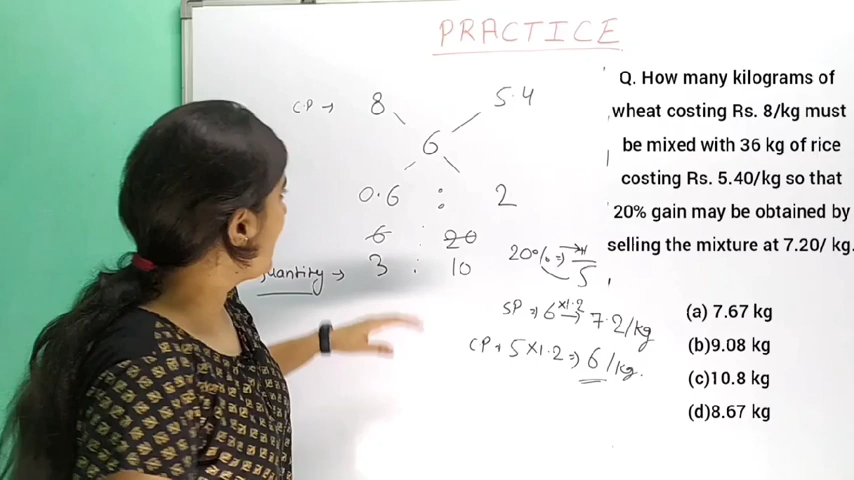 PRACTICE
C.P → 8 5.4
6
0.6 : 2
6 : 20
Quantity → 3 : 10
20% ⇒ +1/5
SP ⇒ 6 ×1.2 → 7.2/kg
CP → 5×1.2 ⇒ 6/kg.
Q. How many kilograms of
wheat costing Rs. 8/kg must
be mixed with 36 kg of rice
costing Rs. 5.40/kg so that
20% gain may be obtained by
selling the mixture at 7.20/ kg.
(a) 7.67 kg
(b)9.08 kg
(c)10.8 kg
(d)8.67 kg